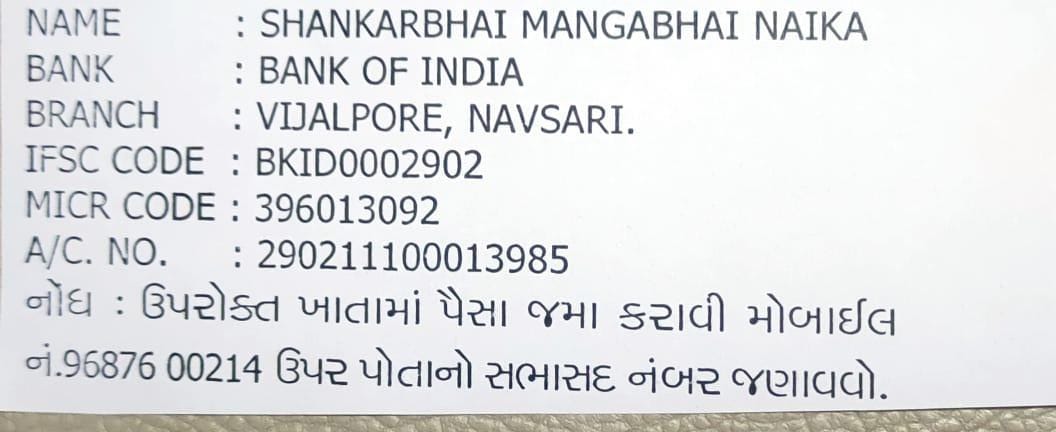 NAME : SHANKARBHAI MANGABHAI NAIKA
BANK : BANK OF INDIA
BRANCH : VIJALPORE, NAVSARI.
IFSC CODE : BKID0002902
MICR CODE : 396013092
A/C. NO. : 290211100013985
નોંધ : ઉપરોક્ત ખાતામાં પૈસા જમા કરાવી મોબાઈલ
નં.96876 00214 ઉપર પોતાનો સભાસદ નંબર જણાવવો.